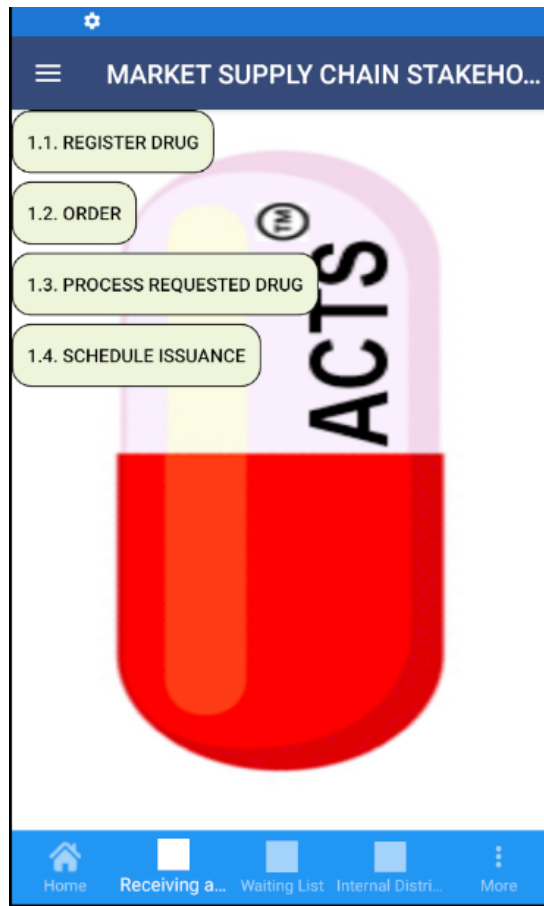 MARKET SUPPLY CHAIN STAKEHO...
1.1. REGISTER DRUG
1.2. ORDER
1.3. PROCESS REQUESTED DRUG
1.4. SCHEDULE ISSUANCE
ACTS
TM
Home
Receiving a...
Waiting List
Internal Distri...
More